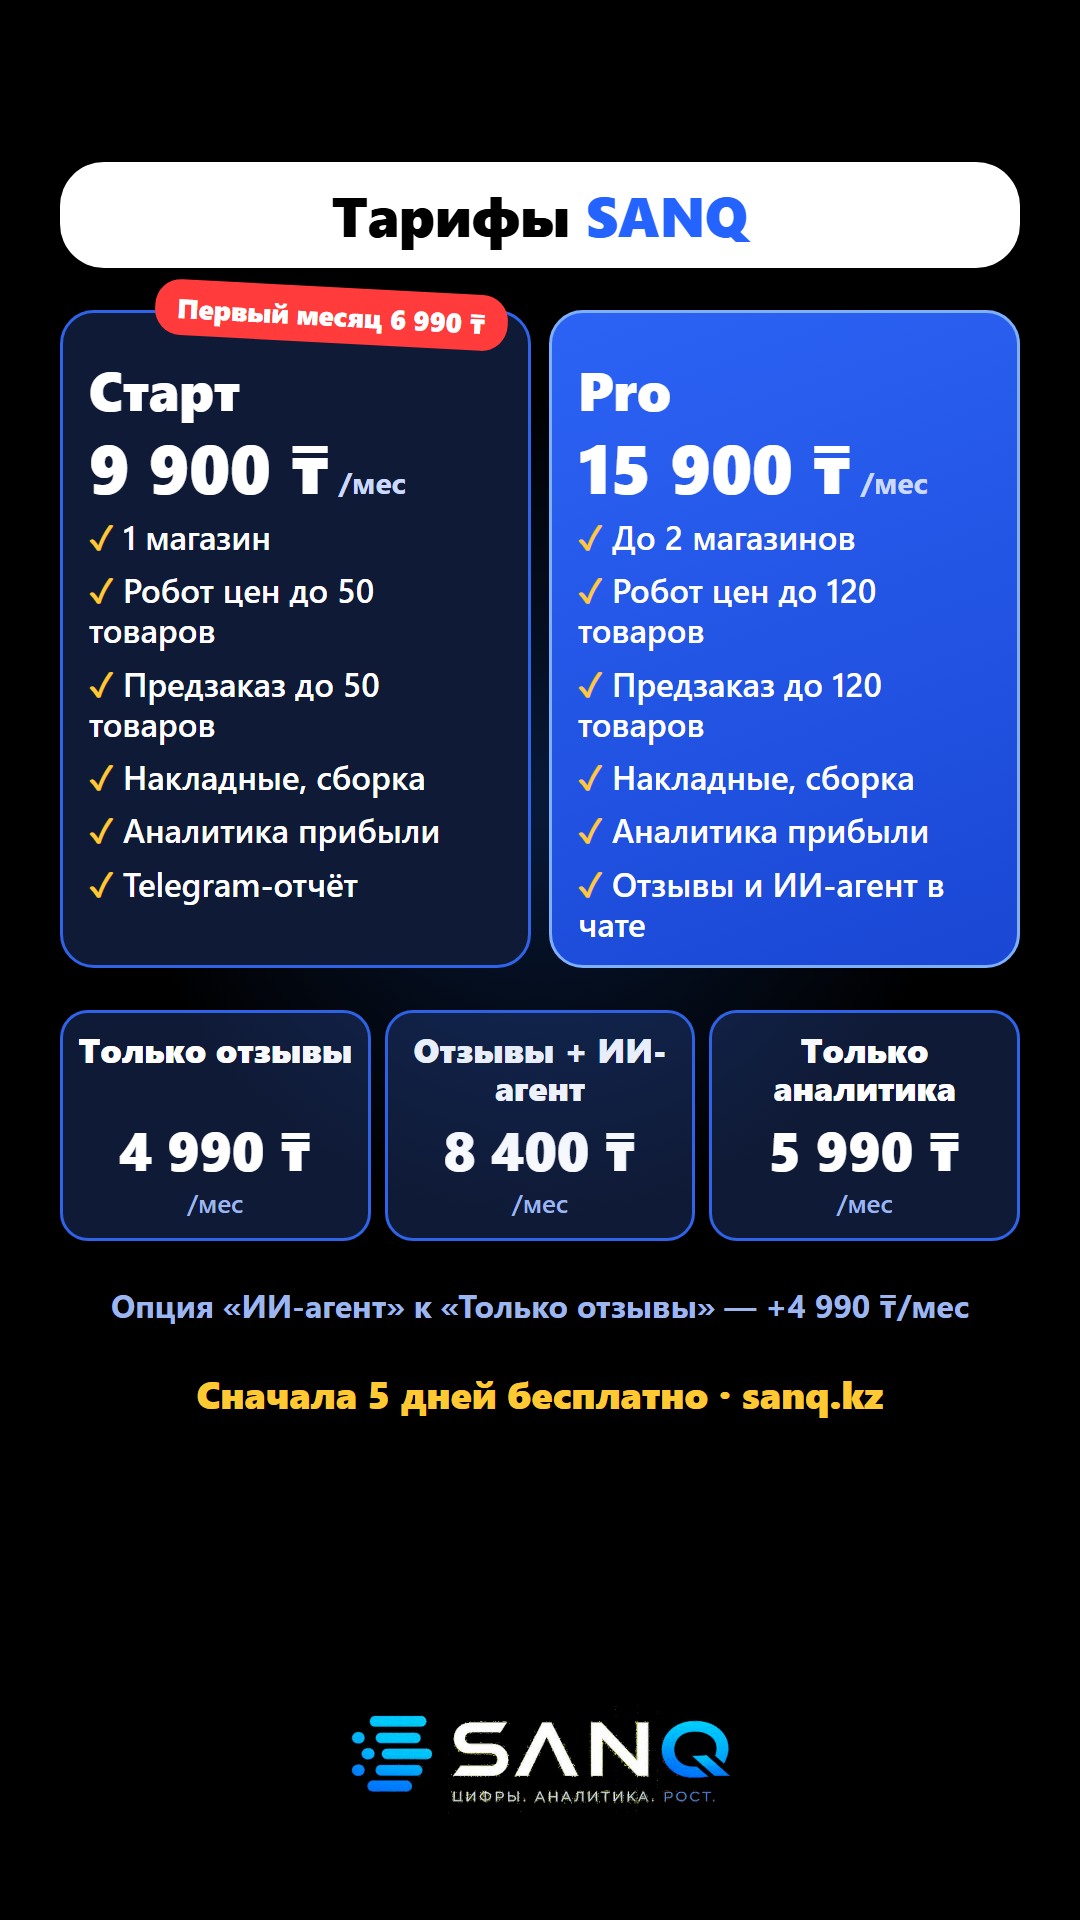 Тарифы SANQ
Первый месяц 6 990 ₸
Старт
9 900 ₸ /мес
✓ 1 магазин
✓ Робот цен до 50
товаров
✓ Предзаказ до 50
товаров
✓ Накладные, сборка
✓ Аналитика прибыли
✓ Telegram-отчёт
Pro
15 900 ₸ /мес
✓ До 2 магазинов
✓ Робот цен до 120
товаров
✓ Предзаказ до 120
товаров
✓ Накладные, сборка
✓ Аналитика прибыли
✓ Отзывы и ИИ-агент в
чате
Только отзывы
4 990 ₸
/мес
Отзывы + ИИ-
агент
8 400 ₸
/мес
Только
аналитика
5 990 ₸
/мес
Опция «ИИ-агент» к «Только отзывы» — +4 990 ₸/мес
Сначала 5 дней бесплатно · sanq.kz
SANQ
ЦИФРЫ. АНАЛИТИКА. РОСТ.